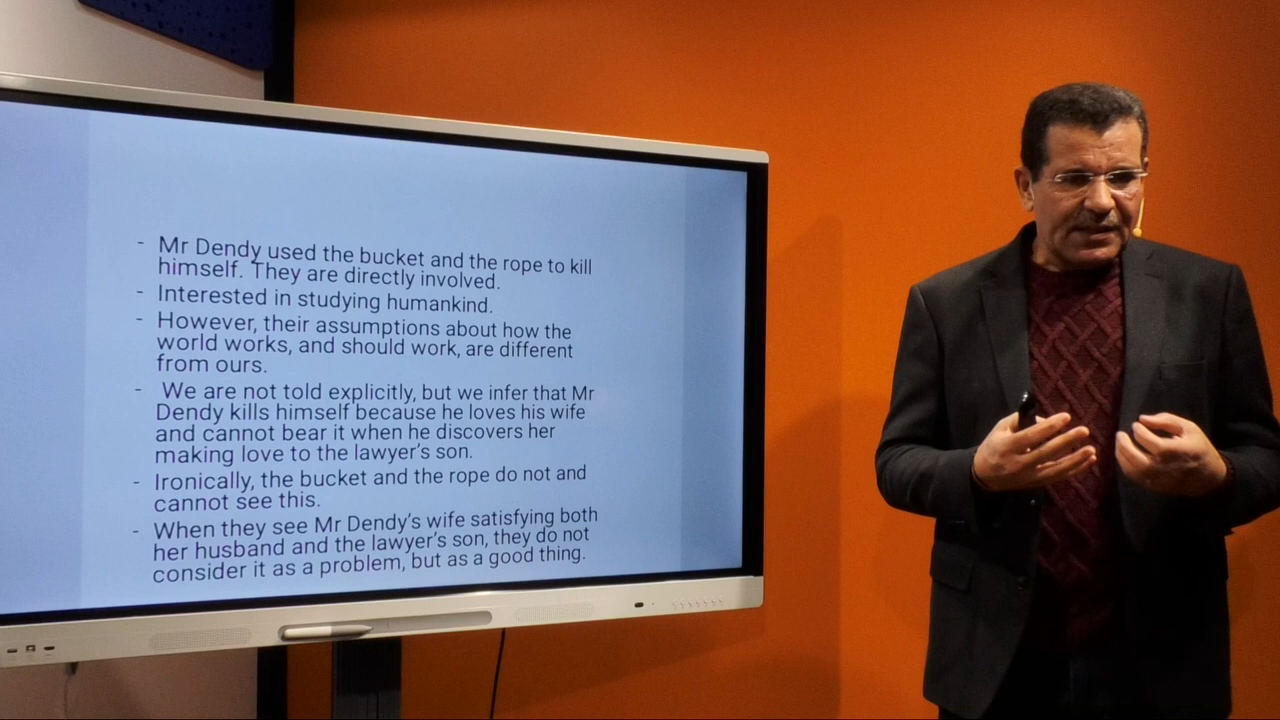 - Mr Dendy used the bucket and the rope to kill
himself. They are directly involved.
- Interested in studying humankind.
- However, their assumptions about how the
world works, and should work, are different
from ours.
- We are not told explicitly, but we infer that Mr
Dendy kills himself because he loves his wife
and cannot bear it when he discovers her
making love to the lawyer's son.
- Ironically, the bucket and the rope do not and
cannot see this.
- When they see Mr Dendy's wife satisfying both
her husband and the lawyer's son, they do not
consider it as a problem, but as a good thing.